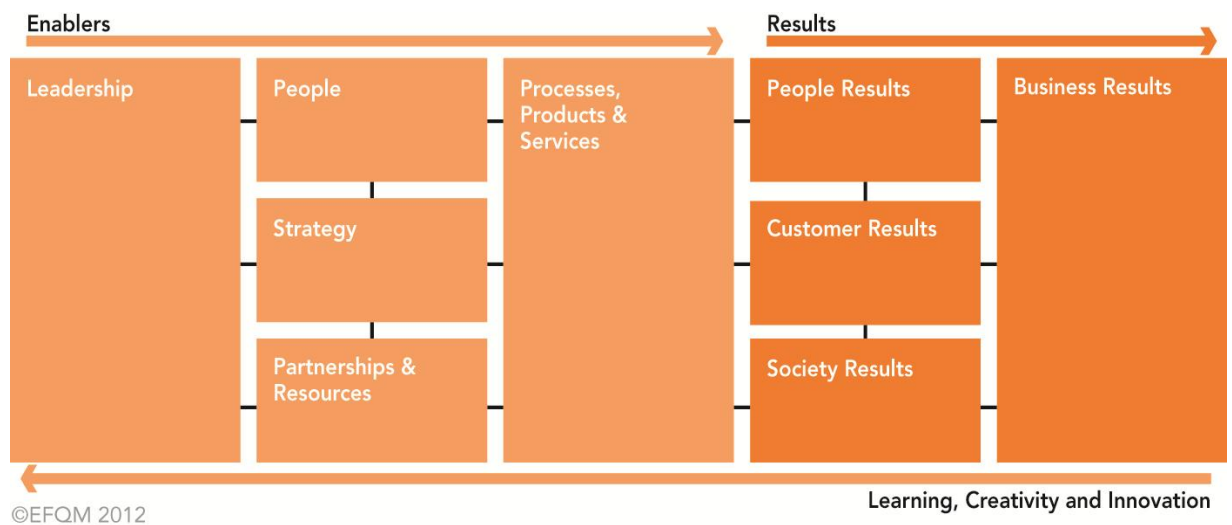 Enablers
Results
Leadership
People
Processes,
Products &
Services
People Results
Business Results
Strategy
Customer Results
Partnerships &
Resources
Society Results
Learning, Creativity and Innovation
©EFQM 2012